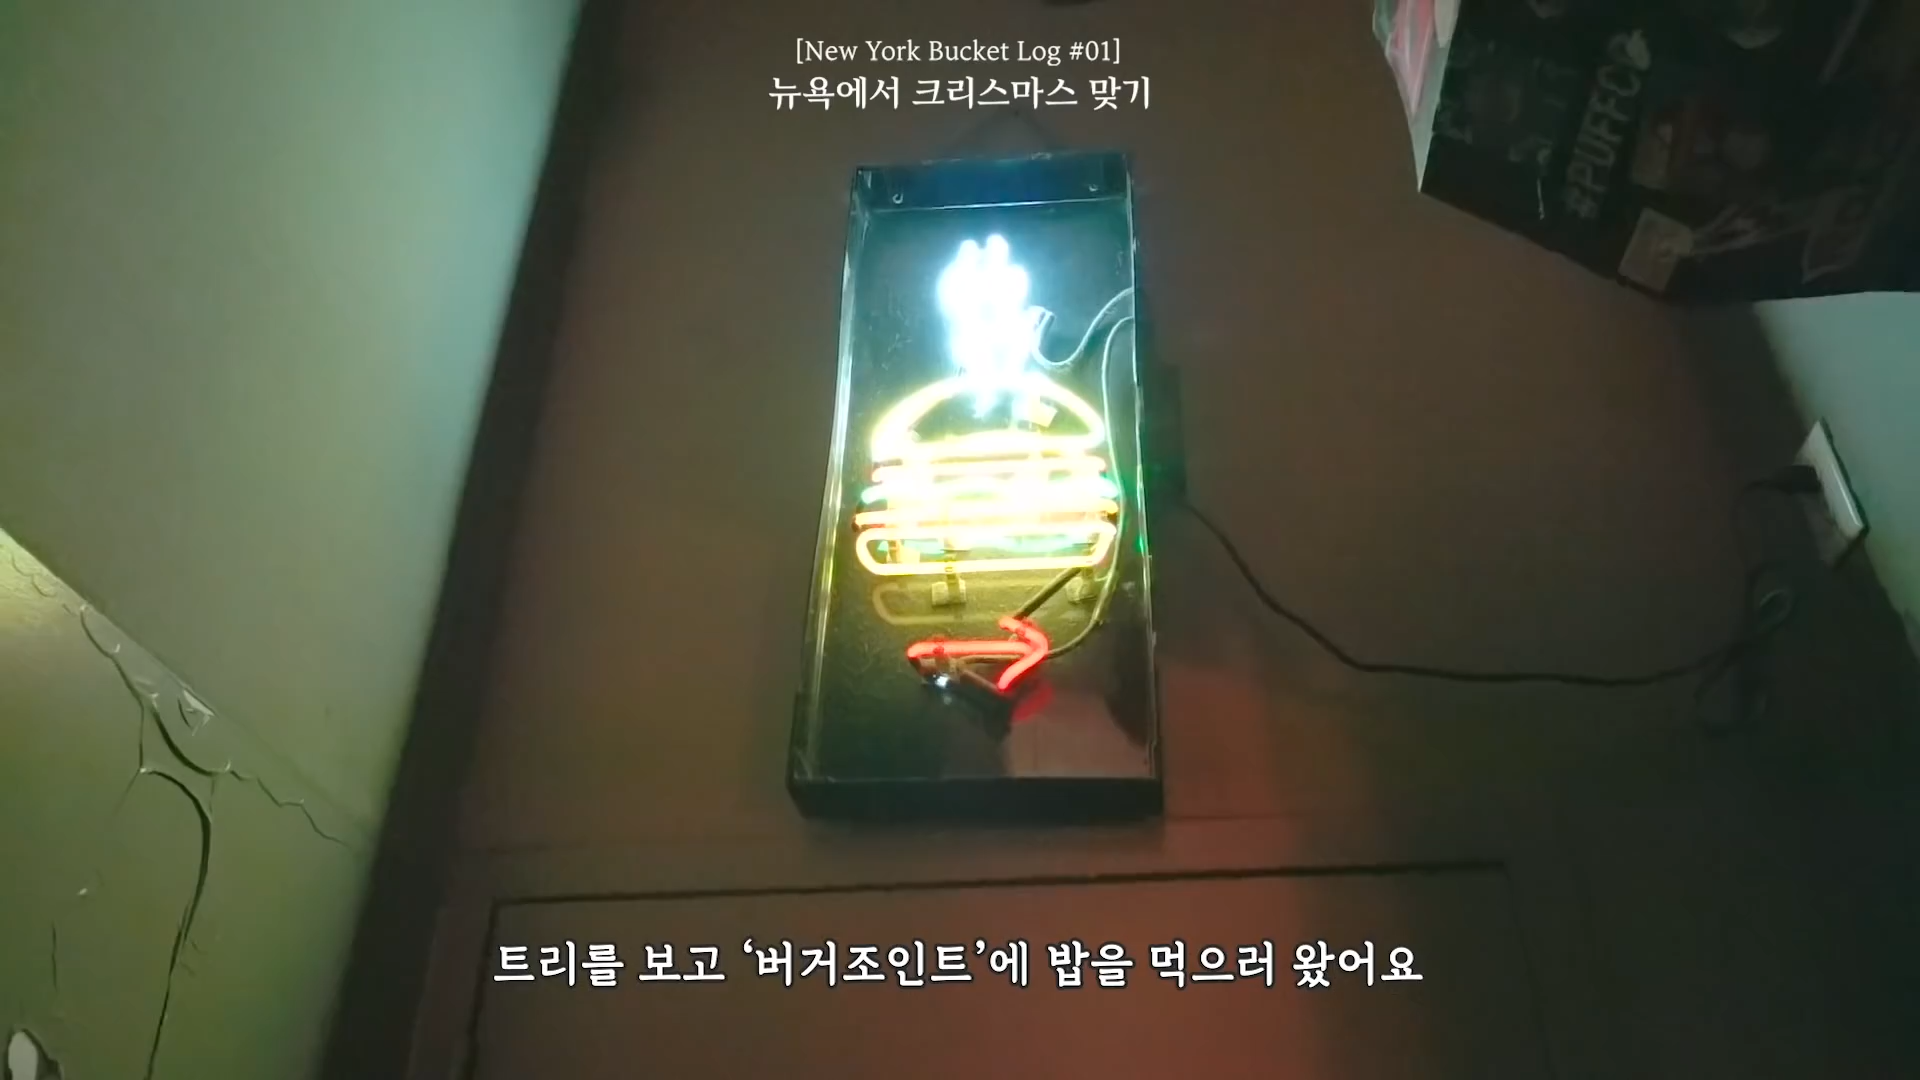 [New York Bucket Log #01]
뉴욕에서 크리스마스 맞기
#PUFFCO
트리를 보고 ‘버거조인트’에 밥을 먹으러 왔어요